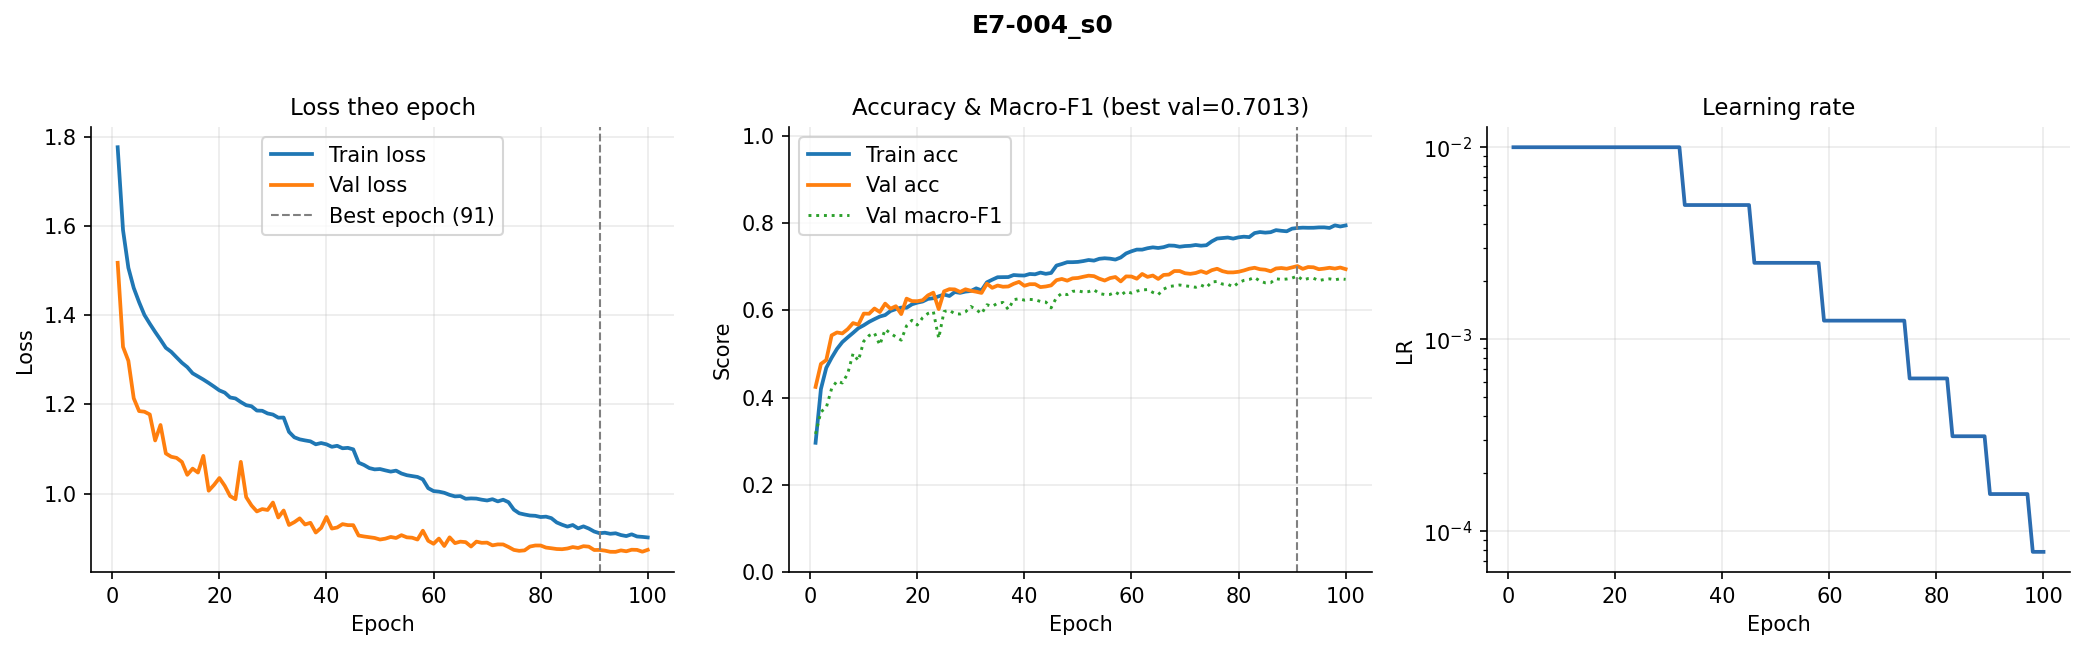 E7-004_s0
Loss theo epoch
Loss
1.8
1.6
1.4
1.2
1.0
Train loss
Val loss
Best epoch (91)
0 20 40 60 80 100
Epoch
Accuracy & Macro-F1 (best val=0.7013)
Score
1.0
0.8
0.6
0.4
0.2
0.0
Train acc
Val acc
Val macro-F1
0 20 40 60 80 100
Epoch
Learning rate
LR
10⁻²
10⁻³
10⁻⁴
0 20 40 60 80 100
Epoch